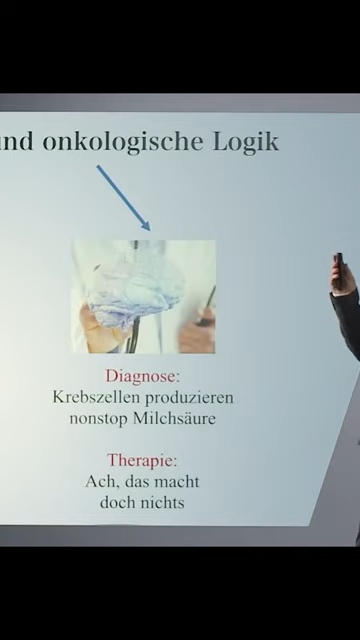 und onkologische Logik
Diagnose:
Krebszellen produzieren
nonstop Milchsäure
Therapie:
Ach, das macht
doch nichts